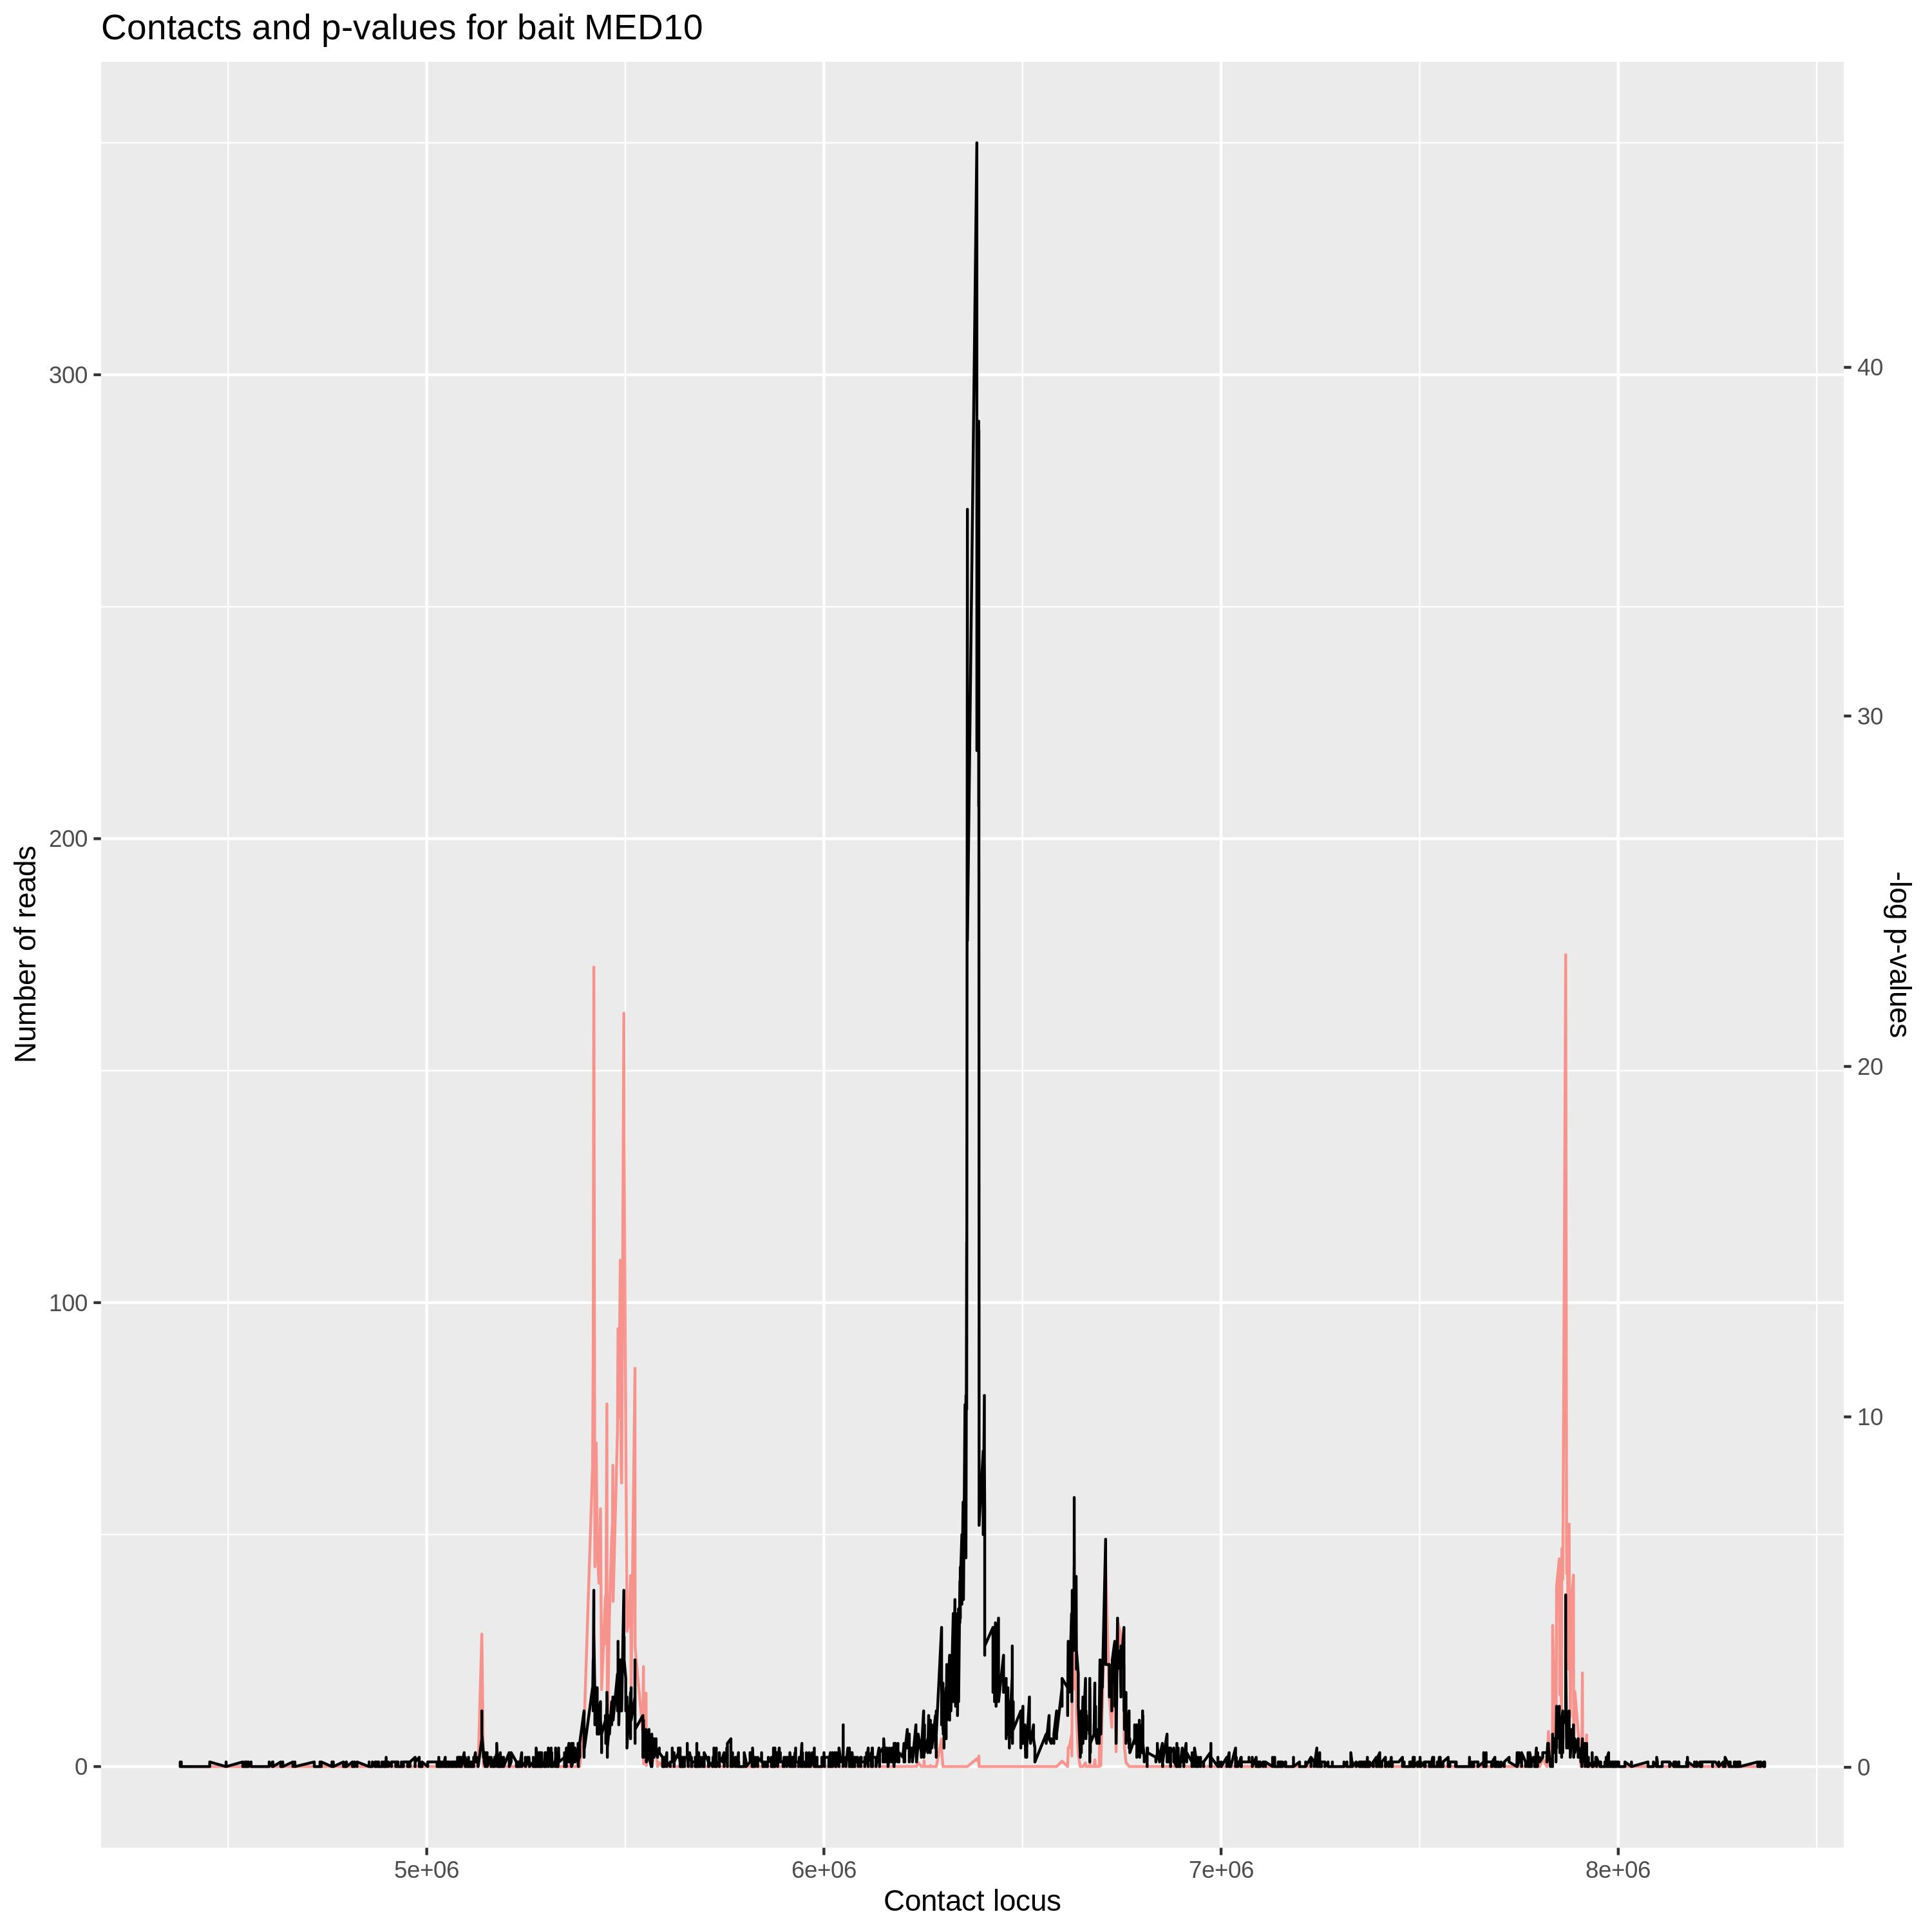 Contacts and p-values for bait MED10
Number of reads
300
200
100
0
40
30
20
10
0
-log p-values
5e+06
6e+06
7e+06
8e+06
Contact locus